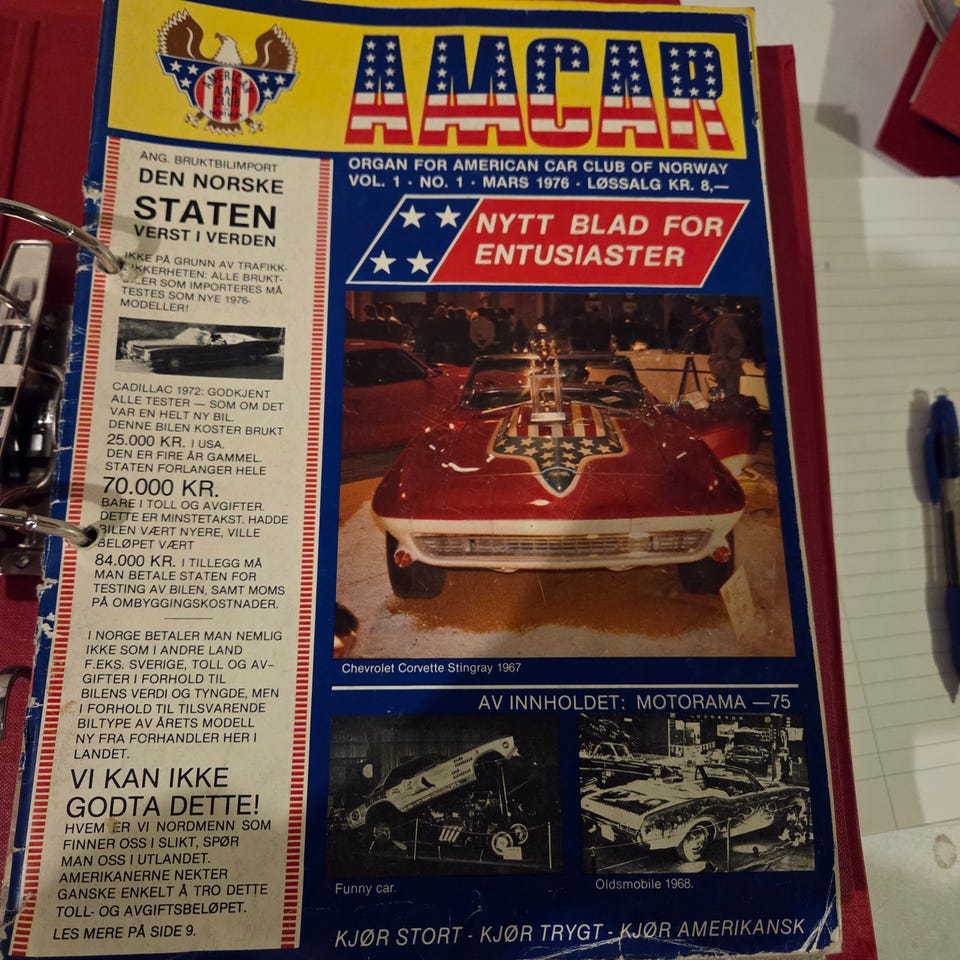 AMERICAN
CAR
CLUB
OF
NORWAY
AMCAR
ORGAN FOR AMERICAN CAR CLUB OF NORWAY
VOL. 1 · NO. 1 · MARS 1976 · LØSSALG KR. 8,—
NYTT BLAD FOR
ENTUSIASTER
ANG. BRUKTBILIMPORT
DEN NORSKE
STATEN
VERST I VERDEN
IKKE PÅ GRUNN AV TRAFIKK-
SIKKERHETEN: ALLE BRUKT-
BILER SOM IMPORTERES MÅ
TESTES SOM NYE 1976-
MODELLER!
CADILLAC 1972: GODKJENT
ALLE TESTER — SOM OM DET
VAR EN HELT NY BIL.
DENNE BILEN KOSTER BRUKT
25.000 KR. I USA.
DEN ER FIRE ÅR GAMMEL.
STATEN FORLANGER HELE
70.000 KR.
BARE I TOLL OG AVGIFTER.
DETTE ER MINSTETAKST. HADDE
BILEN VÆRT NYERE, VILLE
BELØPET VÆRT
84.000 KR. I TILLEGG MÅ
MAN BETALE STATEN FOR
TESTING AV BILEN, SAMT MOMS
PÅ OMBYGGINGSKOSTNADER.
I NORGE BETALER MAN NEMLIG
IKKE SOM I ANDRE LAND
F.EKS. SVERIGE, TOLL OG AV-
GIFTER I FORHOLD TIL
BILENS VERDI OG TYNGDE, MEN
I FORHOLD TIL TILSVARENDE
BILTYPE AV ÅRETS MODELL
NY FRA FORHANDLER HER I
LANDET.
VI KAN IKKE
GODTA DETTE!
HVEM ER VI NORDMENN SOM
FINNER OSS I SLIKT, SPØR
MAN OSS I UTLANDET.
AMERIKANERNE NEKTER
GANSKE ENKELT Å TRO DETTE
TOLL- OG AVGIFTSBELØPET.
LES MERE PÅ SIDE 9.
Chevrolet Corvette Stingray 1967
AV INNHOLDET: MOTORAMA —75
Funny car.
Oldsmobile 1968.
KJØR STORT - KJØR TRYGT - KJØR AMERIKANSK